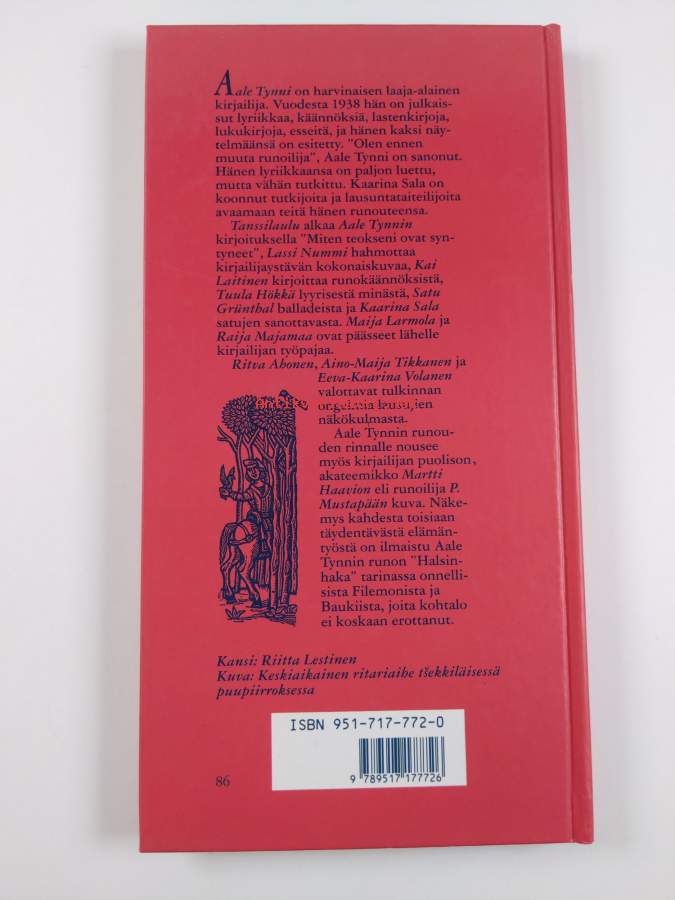 Aale Tynni on harvinaisen laaja-alainen
kirjailija. Vuodesta 1938 hän on julkais-
sut lyriikkaa, käännöksiä, lastenkirjoja,
lukukirjoja, esseitä, ja hänen kaksi näy-
telmäänsä on esitetty. "Olen ennen
muuta runoilija", Aale Tynni on sanonut.
Hänen lyriikkaansa on paljon luettu,
mutta vähän tutkittu. Kaarina Sala on
koonnut tutkijoita ja lausuntataiteilijoita
avaamaan teitä hänen runouteensa.
Tanssilaulu alkaa Aale Tynnin
kirjoituksella "Miten teokseni ovat syn-
tyneet", Lassi Nummi hahmottaa
kirjailijaystävän kokonaiskuvaa, Kai
Laitinen kirjoittaa runokäännöksistä,
Tuula Hökkä lyyrisestä minästä, Satu
Grünthal balladeista ja Kaarina Sala
satujen sanottavasta. Maija Larmola ja
Raija Majamaa ovat päässeet lähelle
kirjailijan työpajaa.
Ritva Ahonen, Aino-Maija Tikkanen ja
Eeva-Kaarina Volanen
valottavat tulkinnan
ongelmia lausujien
näkökulmasta.
Aale Tynnin runou-
den rinnalle nousee
myös kirjailijan puolison,
akateemikko Martti
Haavion eli runoilija P.
Mustapään kuva. Näke-
mys kahdesta toisiaan
täydentävästä elämän-
työstä on ilmaistu Aale
Tynnin runon "Halsin-
haka" tarinassa onnelli-
sista Filemonista ja
Baukiista, joita kohtalo
ei koskaan erottanut.
Kansi: Riitta Lestinen
Kuva: Keskiaikainen ritariaihe tšekkiläisessä
puupiirroksessa
ISBN 951-717-772-0
9 789517 177726
86